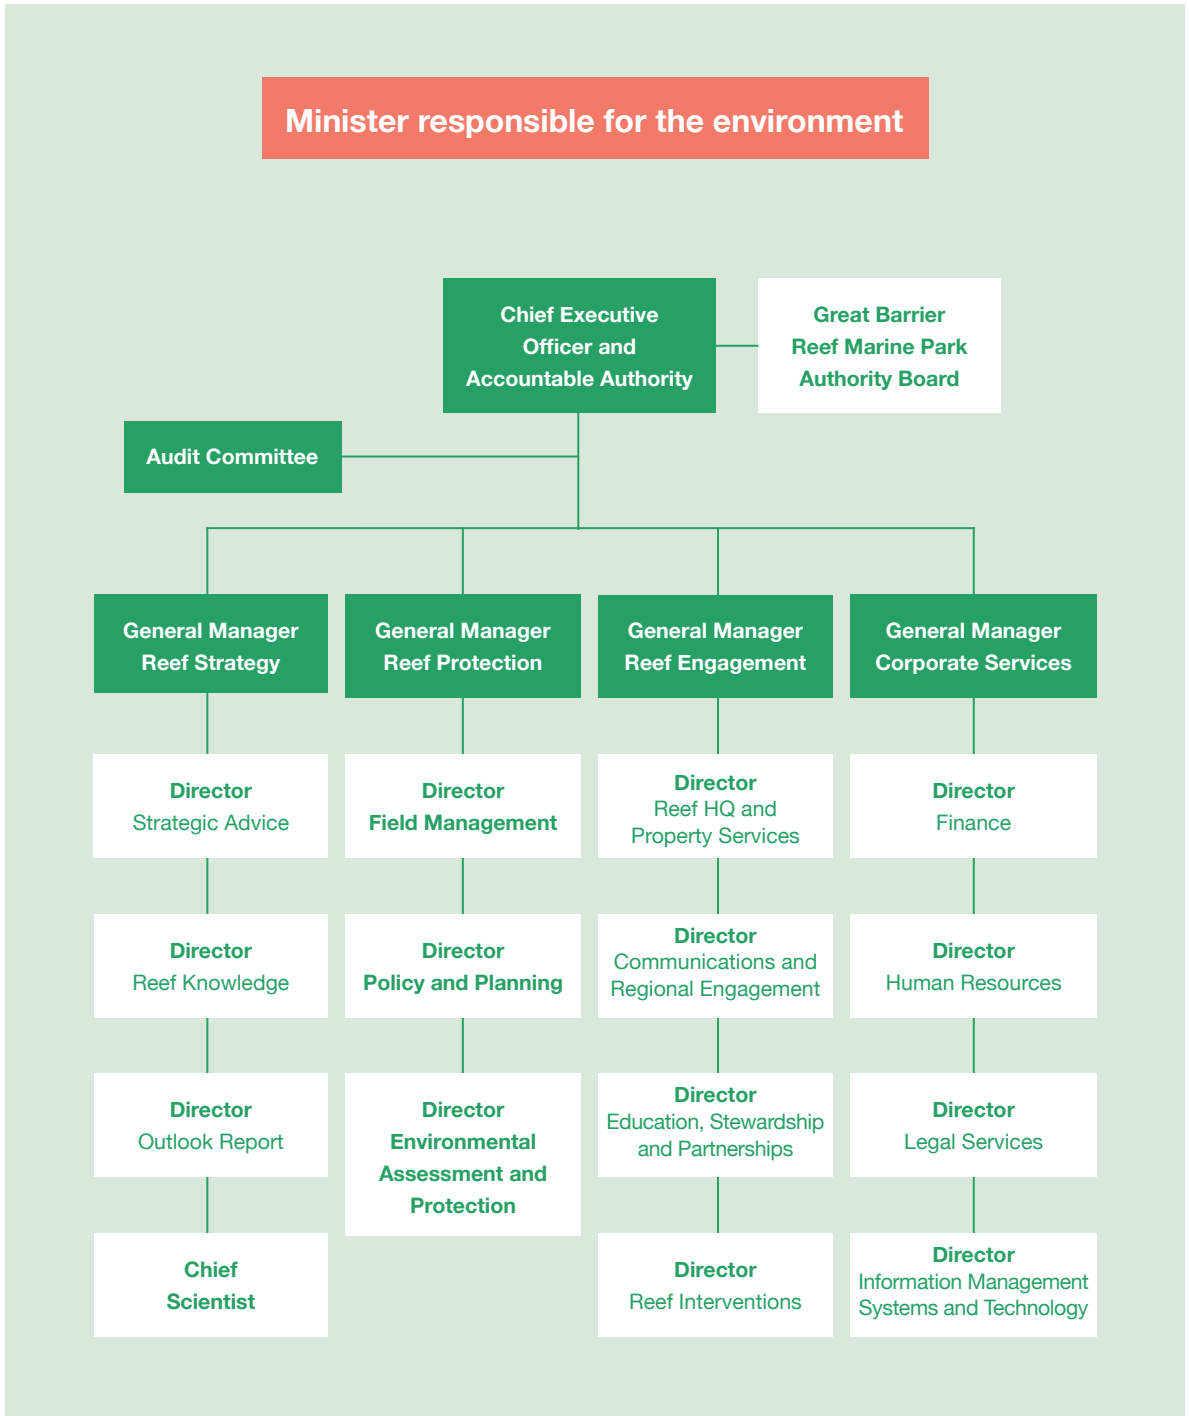 Minister responsible for the environment
Chief Executive
Officer and
Accountable Authority
Great Barrier
Reef Marine Park
Authority Board
Audit Committee
General Manager
Reef Strategy
General Manager
Reef Protection
General Manager
Reef Engagement
General Manager
Corporate Services
Director
Strategic Advice
Director
Field Management
Director
Reef HQ and
Property Services
Director
Finance
Director
Reef Knowledge
Director
Policy and Planning
Director
Communications and
Regional Engagement
Director
Human Resources
Director
Outlook Report
Director
Environmental
Assessment and
Protection
Director
Education, Stewardship
and Partnerships
Director
Legal Services
Chief
Scientist
Director
Reef Interventions
Director
Information Management
Systems and Technology